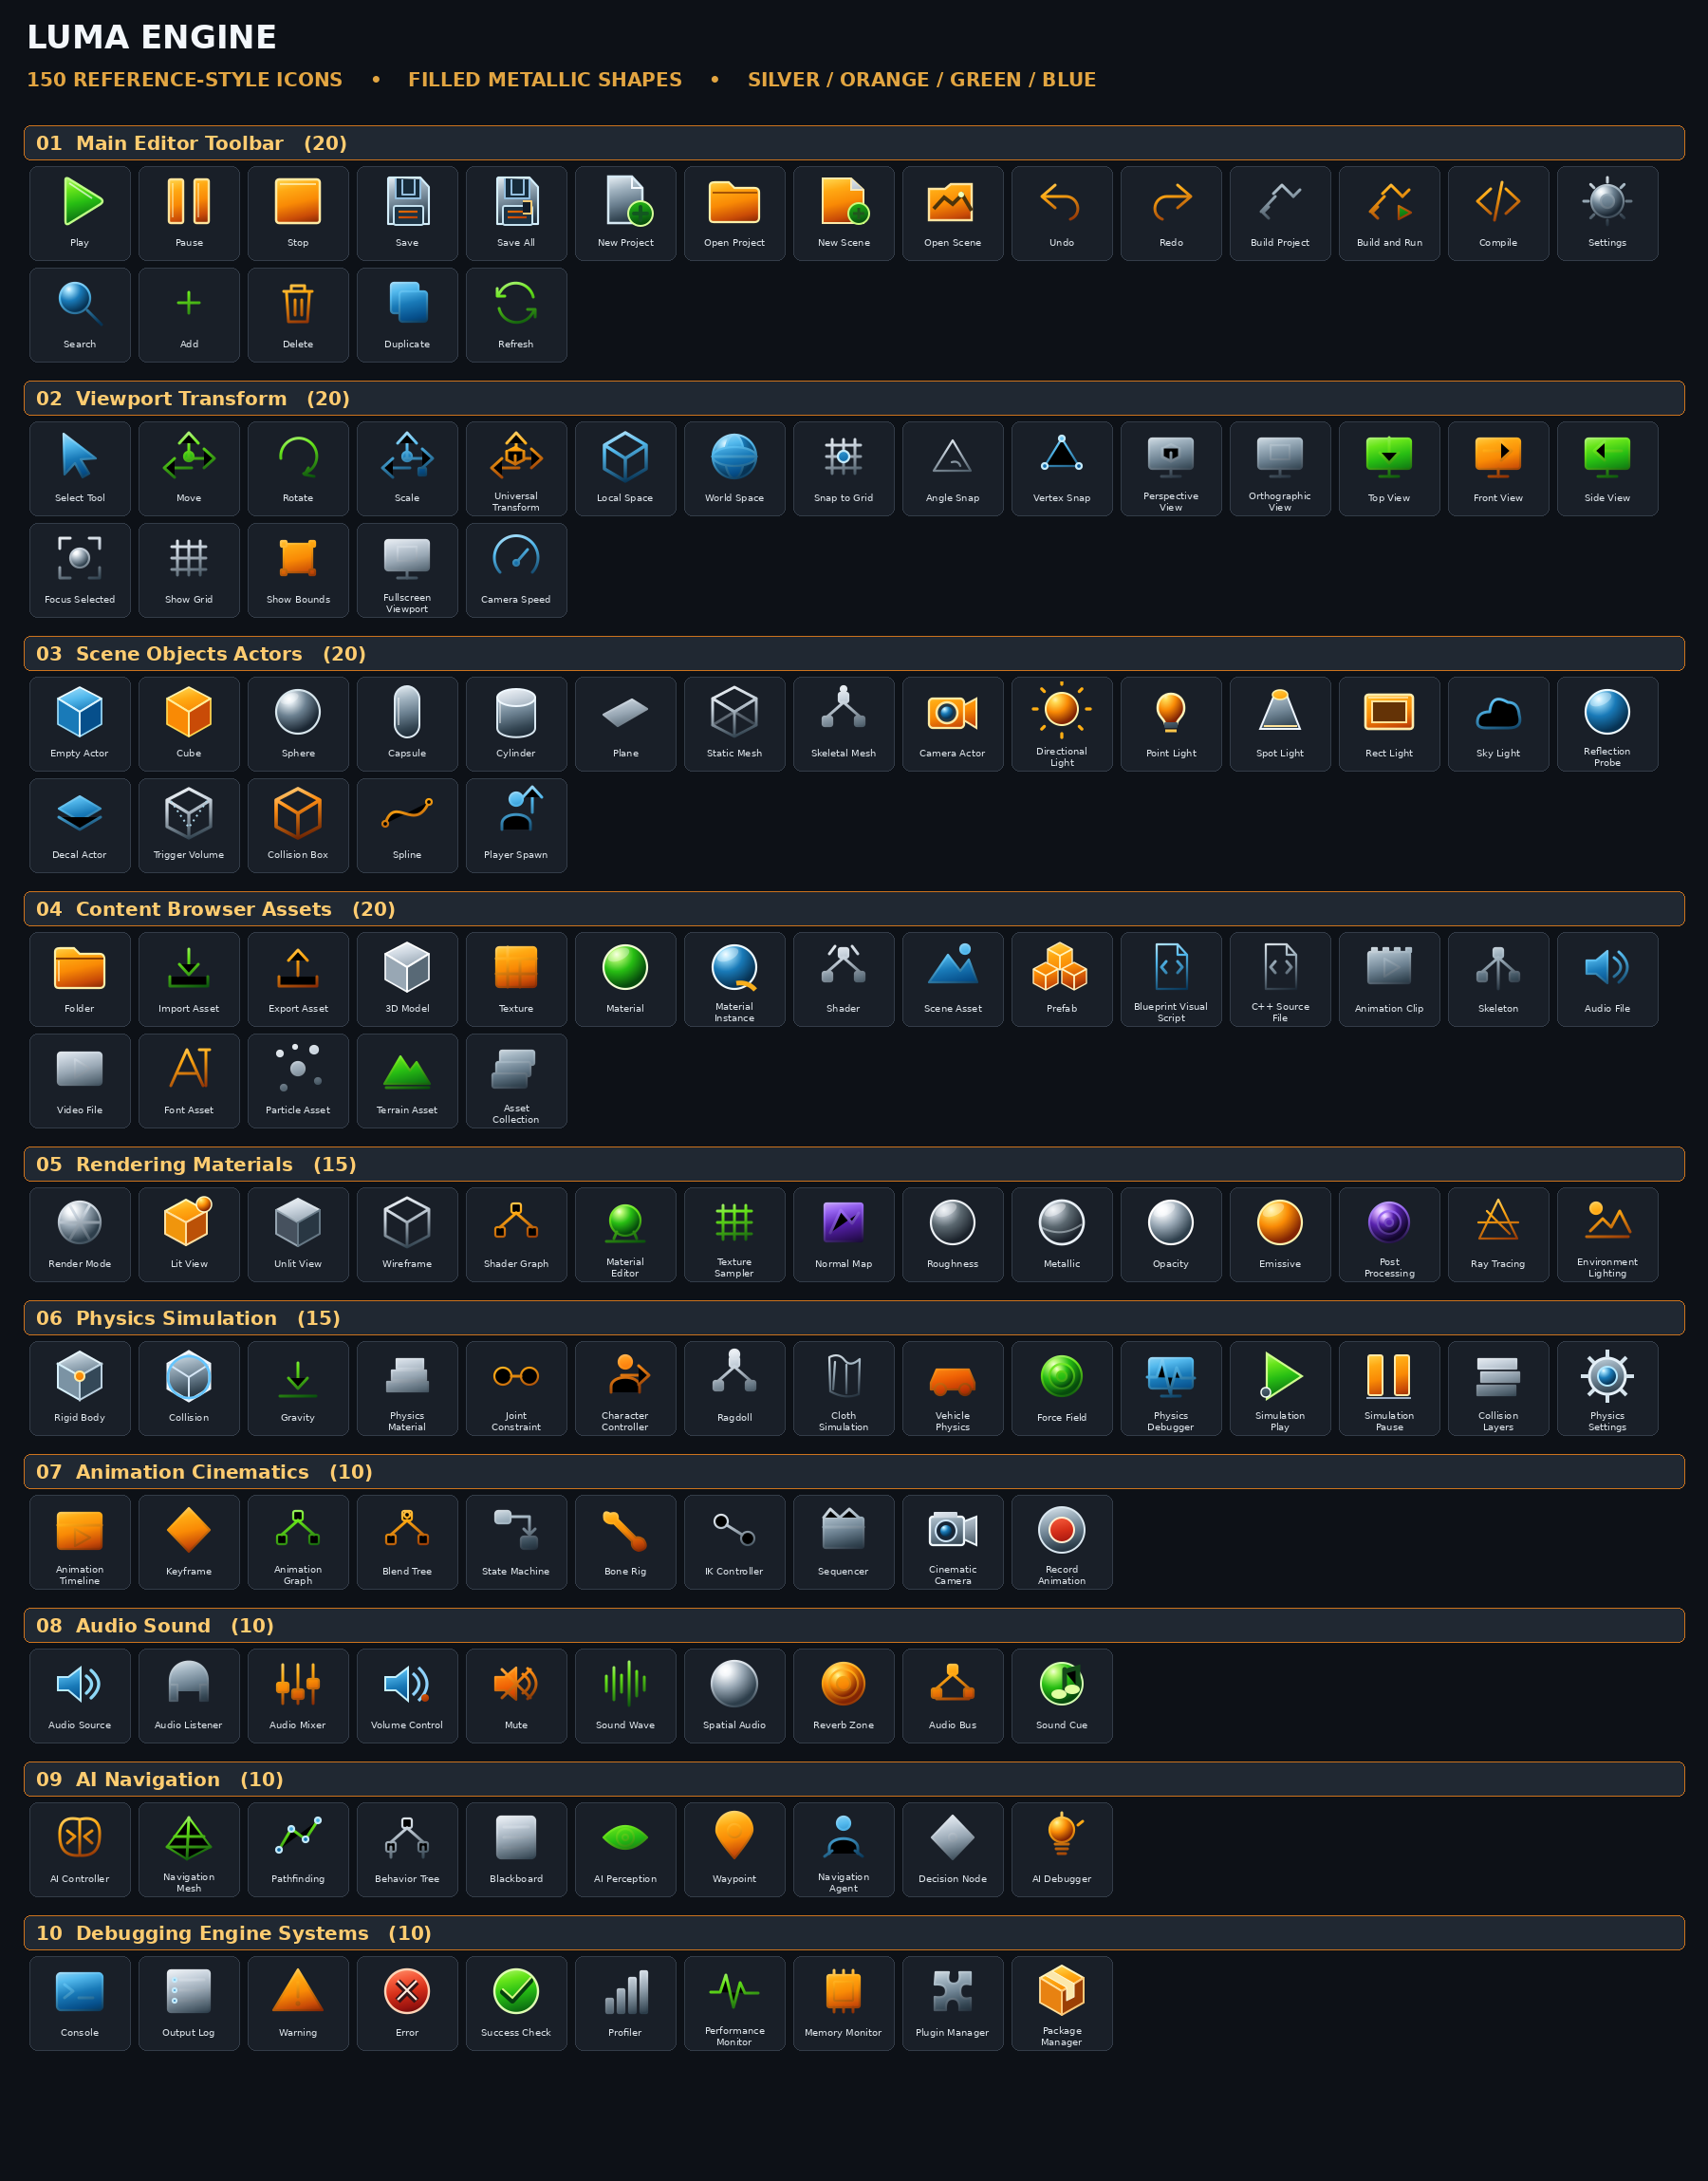 LUMA ENGINE
150 REFERENCE-STYLE ICONS • FILLED METALLIC SHAPES • SILVER / ORANGE / GREEN / BLUE
01 Main Editor Toolbar (20)
Play Pause Stop Save Save All New Project Open Project New Scene Open Scene Undo Redo Build Project Build and Run Compile Settings
Search Add Delete Duplicate Refresh
02 Viewport Transform (20)
Select Tool Move Rotate Scale Universal Transform Local Space World Space Snap to Grid Angle Snap Vertex Snap Perspective View Orthographic View Top View Front View Side View
Focus Selected Show Grid Show Bounds Fullscreen Viewport Camera Speed
03 Scene Objects Actors (20)
Empty Actor Cube Sphere Capsule Cylinder Plane Static Mesh Skeletal Mesh Camera Actor Directional Light Point Light Spot Light Rect Light Sky Light Reflection Probe
Decal Actor Trigger Volume Collision Box Spline Player Spawn
04 Content Browser Assets (20)
Folder Import Asset Export Asset 3D Model Texture Material Material Instance Shader Scene Asset Prefab Blueprint Visual Script C++ Source File Animation Clip Skeleton Audio File
Video File Font Asset Particle Asset Terrain Asset Asset Collection
05 Rendering Materials (15)
Render Mode Lit View Unlit View Wireframe Shader Graph Material Editor Texture Sampler Normal Map Roughness Metallic Opacity Emissive Post Processing Ray Tracing Environment Lighting
06 Physics Simulation (15)
Rigid Body Collision Gravity Physics Material Joint Constraint Character Controller Ragdoll Cloth Simulation Vehicle Physics Force Field Physics Debugger Simulation Play Simulation Pause Collision Layers Physics Settings
07 Animation Cinematics (10)
Animation Timeline Keyframe Animation Graph Blend Tree State Machine Bone Rig IK Controller Sequencer Cinematic Camera Record Animation
08 Audio Sound (10)
Audio Source Audio Listener Audio Mixer Volume Control Mute Sound Wave Spatial Audio Reverb Zone Audio Bus Sound Cue
09 AI Navigation (10)
AI Controller Navigation Mesh Pathfinding Behavior Tree Blackboard AI Perception Waypoint Navigation Agent Decision Node AI Debugger
10 Debugging Engine Systems (10)
Console Output Log Warning Error Success Check Profiler Performance Monitor Memory Monitor Plugin Manager Package Manager